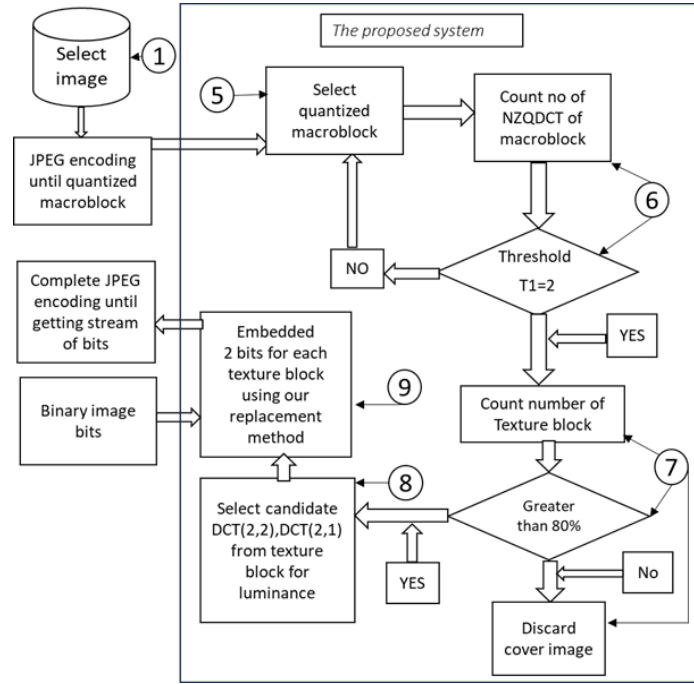 The proposed system
Select
image
1
5
Select
quantized
macroblock
Count no of
NZQDCT of
macroblock
JPEG encoding
until quantized
macroblock
6
Threshold
T1=2
NO
Complete JPEG
encoding until
getting stream
of bits
Embedded
2 bits for each
texture block
using our
replacement
method
YES
9
Binary image
bits
Count number of
Texture block
7
8
Select candidate
DCT(2,2),DCT(2,1)
from texture
block for
luminance
Greater
than 80%
YES
No
Discard
cover image